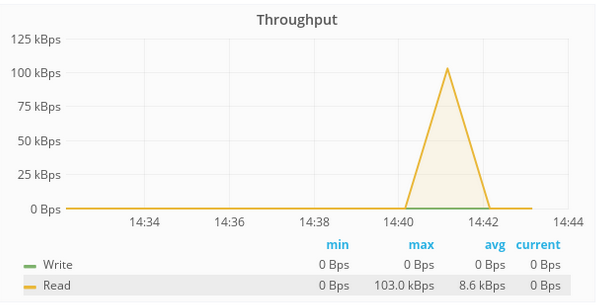 Throughput
125 kBps
100 kBps
75 kBps
50 kBps
25 kBps
0 Bps
14:34 14:36 14:38 14:40 14:42 14:44
min max avg current
Write 0 Bps 0 Bps 0 Bps 0 Bps
Read 0 Bps 103.0 kBps 8.6 kBps 0 Bps